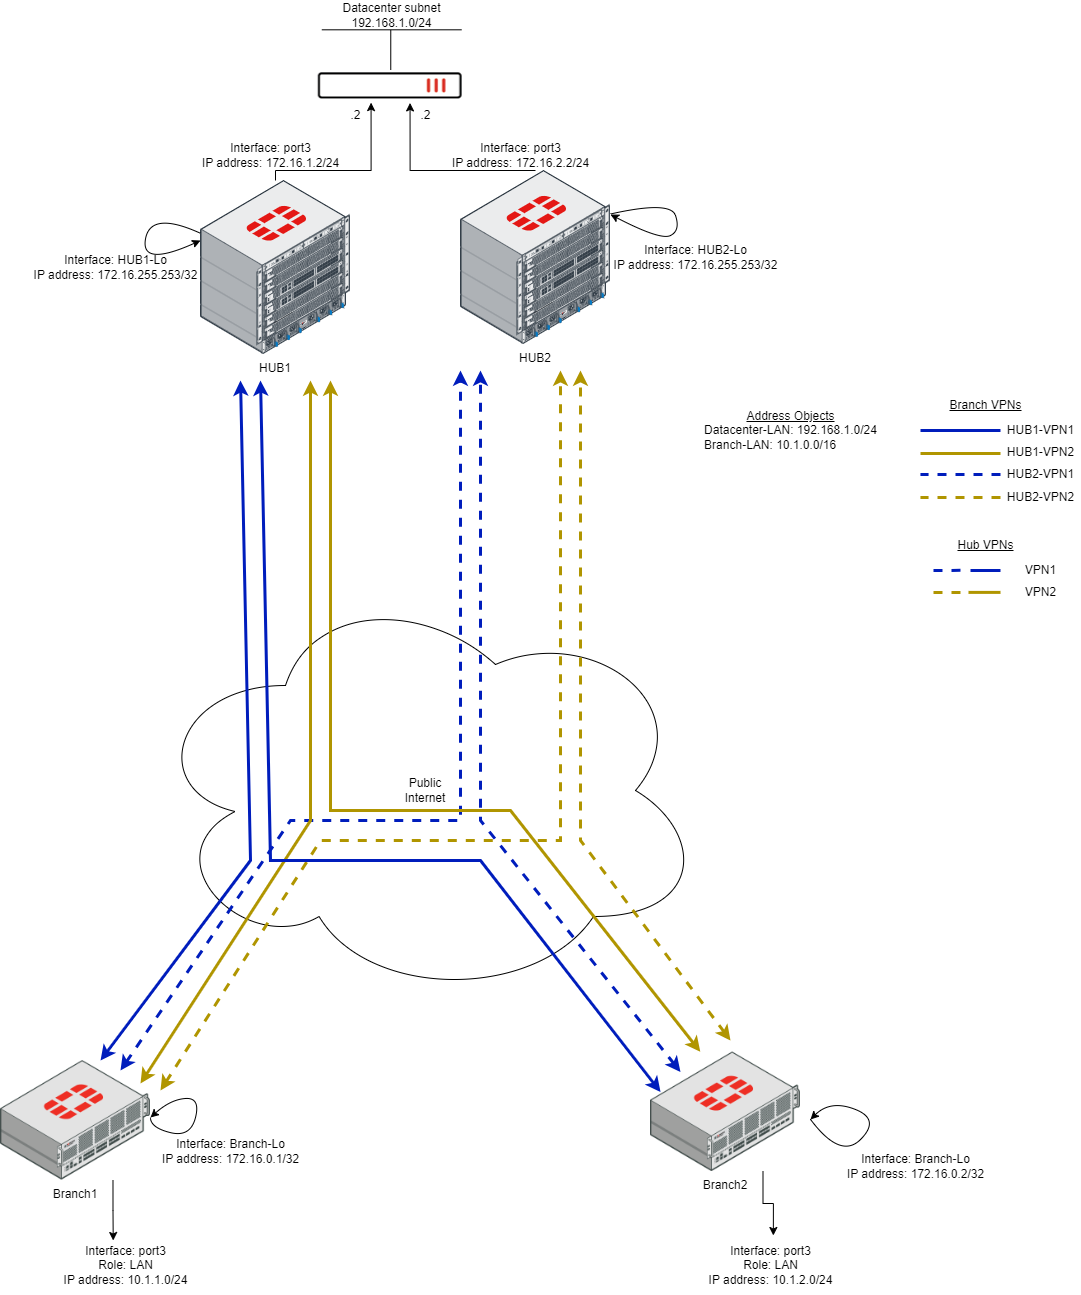 Datacenter subnet
192.168.1.0/24
.2
.2
Interface: port3
IP address: 172.16.1.2/24
Interface: port3
IP address: 172.16.2.2/24
Interface: HUB1-Lo
IP address: 172.16.255.253/32
Interface: HUB2-Lo
IP address: 172.16.255.253/32
HUB1
HUB2
Address Objects
Datacenter-LAN: 192.168.1.0/24
Branch-LAN: 10.1.0.0/16
Branch VPNs
HUB1-VPN1
HUB1-VPN2
HUB2-VPN1
HUB2-VPN2
Hub VPNs
VPN1
VPN2
Public
Internet
Interface: Branch-Lo
IP address: 172.16.0.1/32
Branch1
Interface: port3
Role: LAN
IP address: 10.1.1.0/24
Interface: Branch-Lo
IP address: 172.16.0.2/32
Branch2
Interface: port3
Role: LAN
IP address: 10.1.2.0/24